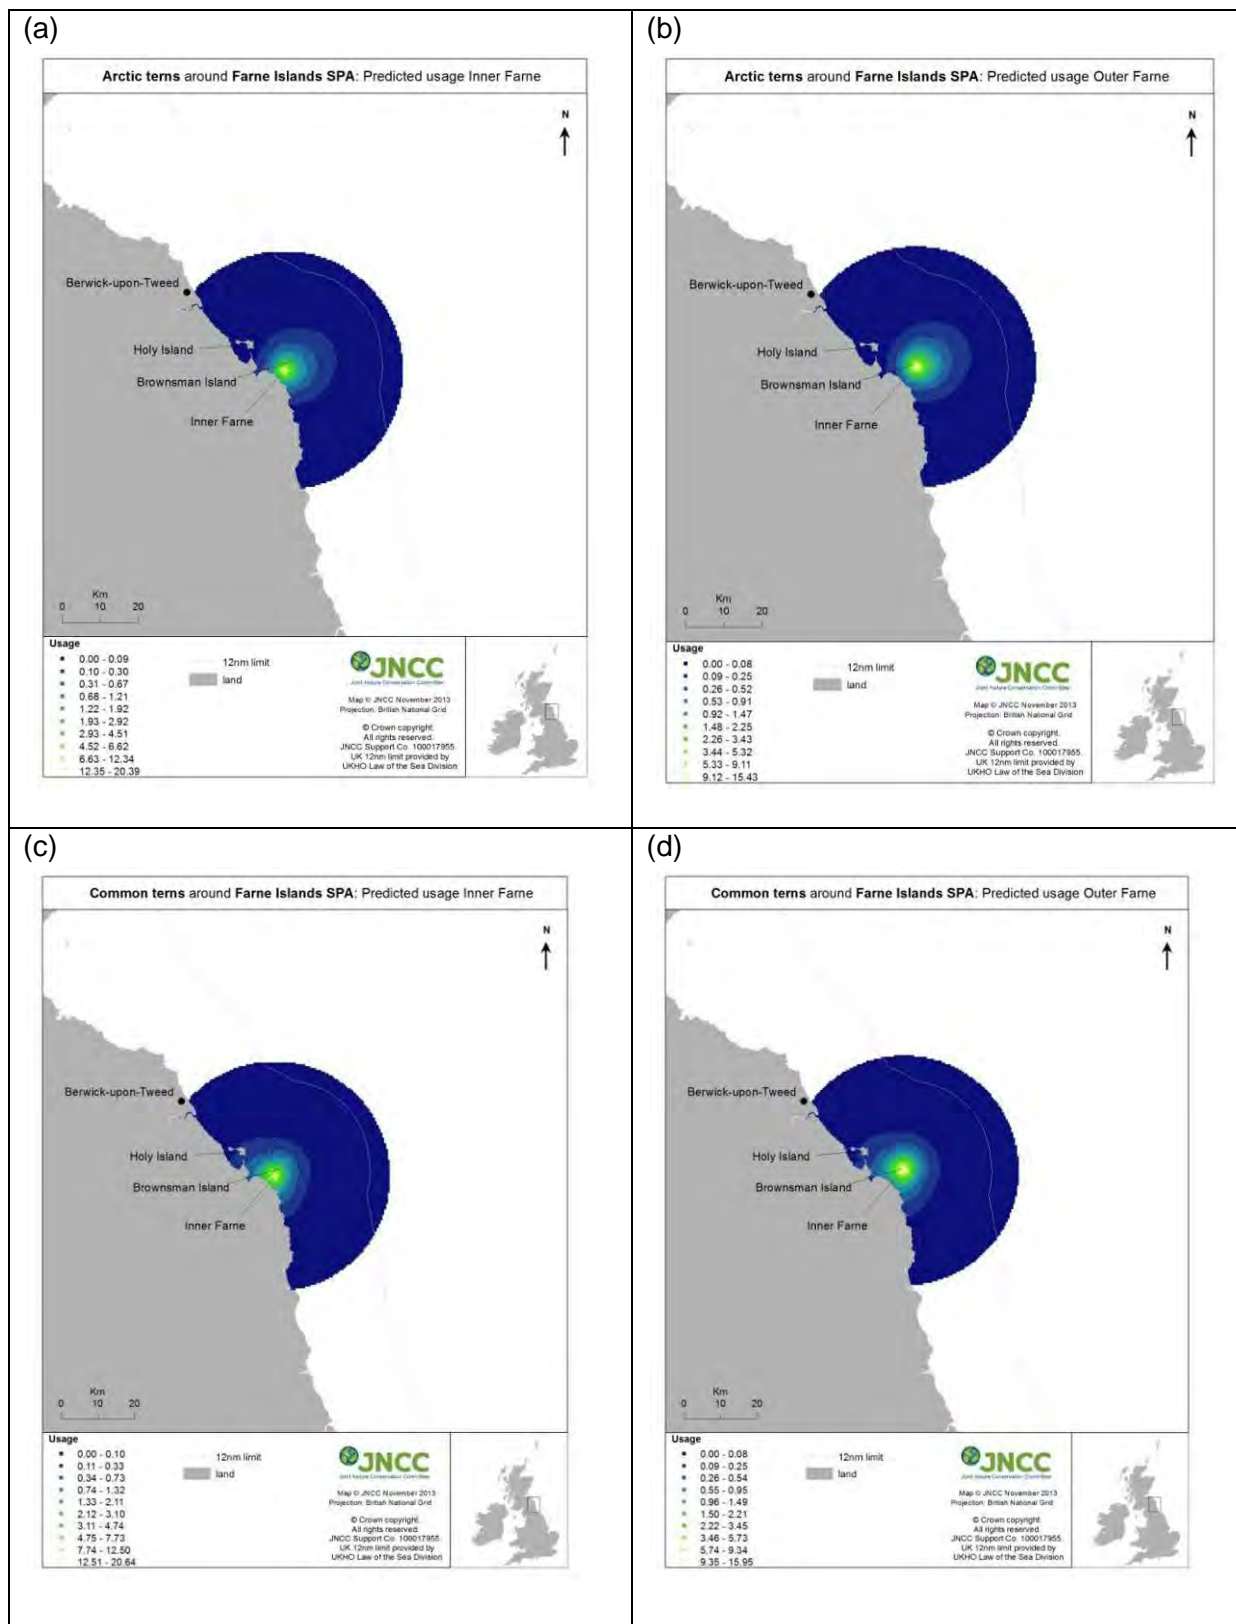 (a)
Arctic terns around Farne Islands SPA: Predicted usage Inner Farne
N
Berwick-upon-Tweed
Holy Island
Brownsman Island
Inner Farne
Km
0 10 20
Usage
0.00 - 0.09
0.10 - 0.30
0.31 - 0.67
0.68 - 1.21
1.22 - 1.92
1.93 - 2.92
2.93 - 4.51
4.52 - 6.62
6.63 - 12.34
12.35 - 20.39
12nm limit
land
JNCC
Joint Nature Conservation Committee
Map © JNCC November 2013
Projection: British National Grid
© Crown copyright.
All rights reserved.
JNCC Support Co. 100017955.
UK 12nm limit provided by
UKHO Law of the Sea Division
(b)
Arctic terns around Farne Islands SPA: Predicted usage Outer Farne
N
Berwick-upon-Tweed
Holy Island
Brownsman Island
Inner Farne
Km
0 10 20
Usage
0.00 - 0.08
0.09 - 0.25
0.26 - 0.52
0.53 - 0.91
0.92 - 1.47
1.48 - 2.25
2.26 - 3.43
3.44 - 5.32
5.33 - 9.11
9.12 - 15.43
12nm limit
land
JNCC
Joint Nature Conservation Committee
Map © JNCC November 2013
Projection: British National Grid
© Crown copyright.
All rights reserved.
JNCC Support Co. 100017955.
UK 12nm limit provided by
UKHO Law of the Sea Division
(c)
Common terns around Farne Islands SPA: Predicted usage Inner Farne
N
Berwick-upon-Tweed
Holy Island
Brownsman Island
Inner Farne
Km
0 10 20
Usage
0.00 - 0.10
0.11 - 0.33
0.34 - 0.73
0.74 - 1.32
1.33 - 2.11
2.12 - 3.10
3.11 - 4.74
4.75 - 7.73
7.74 - 12.50
12.51 - 20.64
12nm limit
land
JNCC
Joint Nature Conservation Committee
Map © JNCC November 2013
Projection: British National Grid
© Crown copyright.
All rights reserved.
JNCC Support Co. 100017955.
UK 12nm limit provided by
UKHO Law of the Sea Division
(d)
Common terns around Farne Islands SPA: Predicted usage Outer Farne
N
Berwick-upon-Tweed
Holy Island
Brownsman Island
Inner Farne
Km
0 10 20
Usage
0.00 - 0.08
0.09 - 0.25
0.26 - 0.54
0.55 - 0.95
0.96 - 1.49
1.50 - 2.21
2.22 - 3.45
3.46 - 5.73
5.74 - 9.34
9.35 - 15.95
12nm limit
land
JNCC
Joint Nature Conservation Committee
Map © JNCC November 2013
Projection: British National Grid
© Crown copyright.
All rights reserved.
JNCC Support Co. 100017955.
UK 12nm limit provided by
UKHO Law of the Sea Division